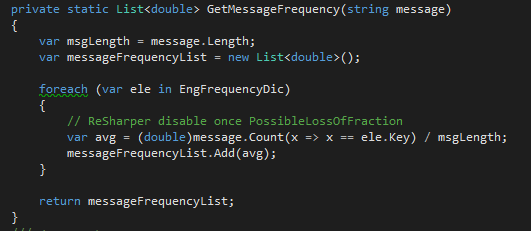 private static List<double> GetMessageFrequency(string message)
{
var msgLength = message.Length;
var messageFrequencyList = new List<double>();
foreach (var ele in EngFrequencyDic)
{
// ReSharper disable once PossibleLossOfFraction
var avg = (double)message.Count(x => x == ele.Key) / msgLength;
messageFrequencyList.Add(avg);
}
return messageFrequencyList;
}